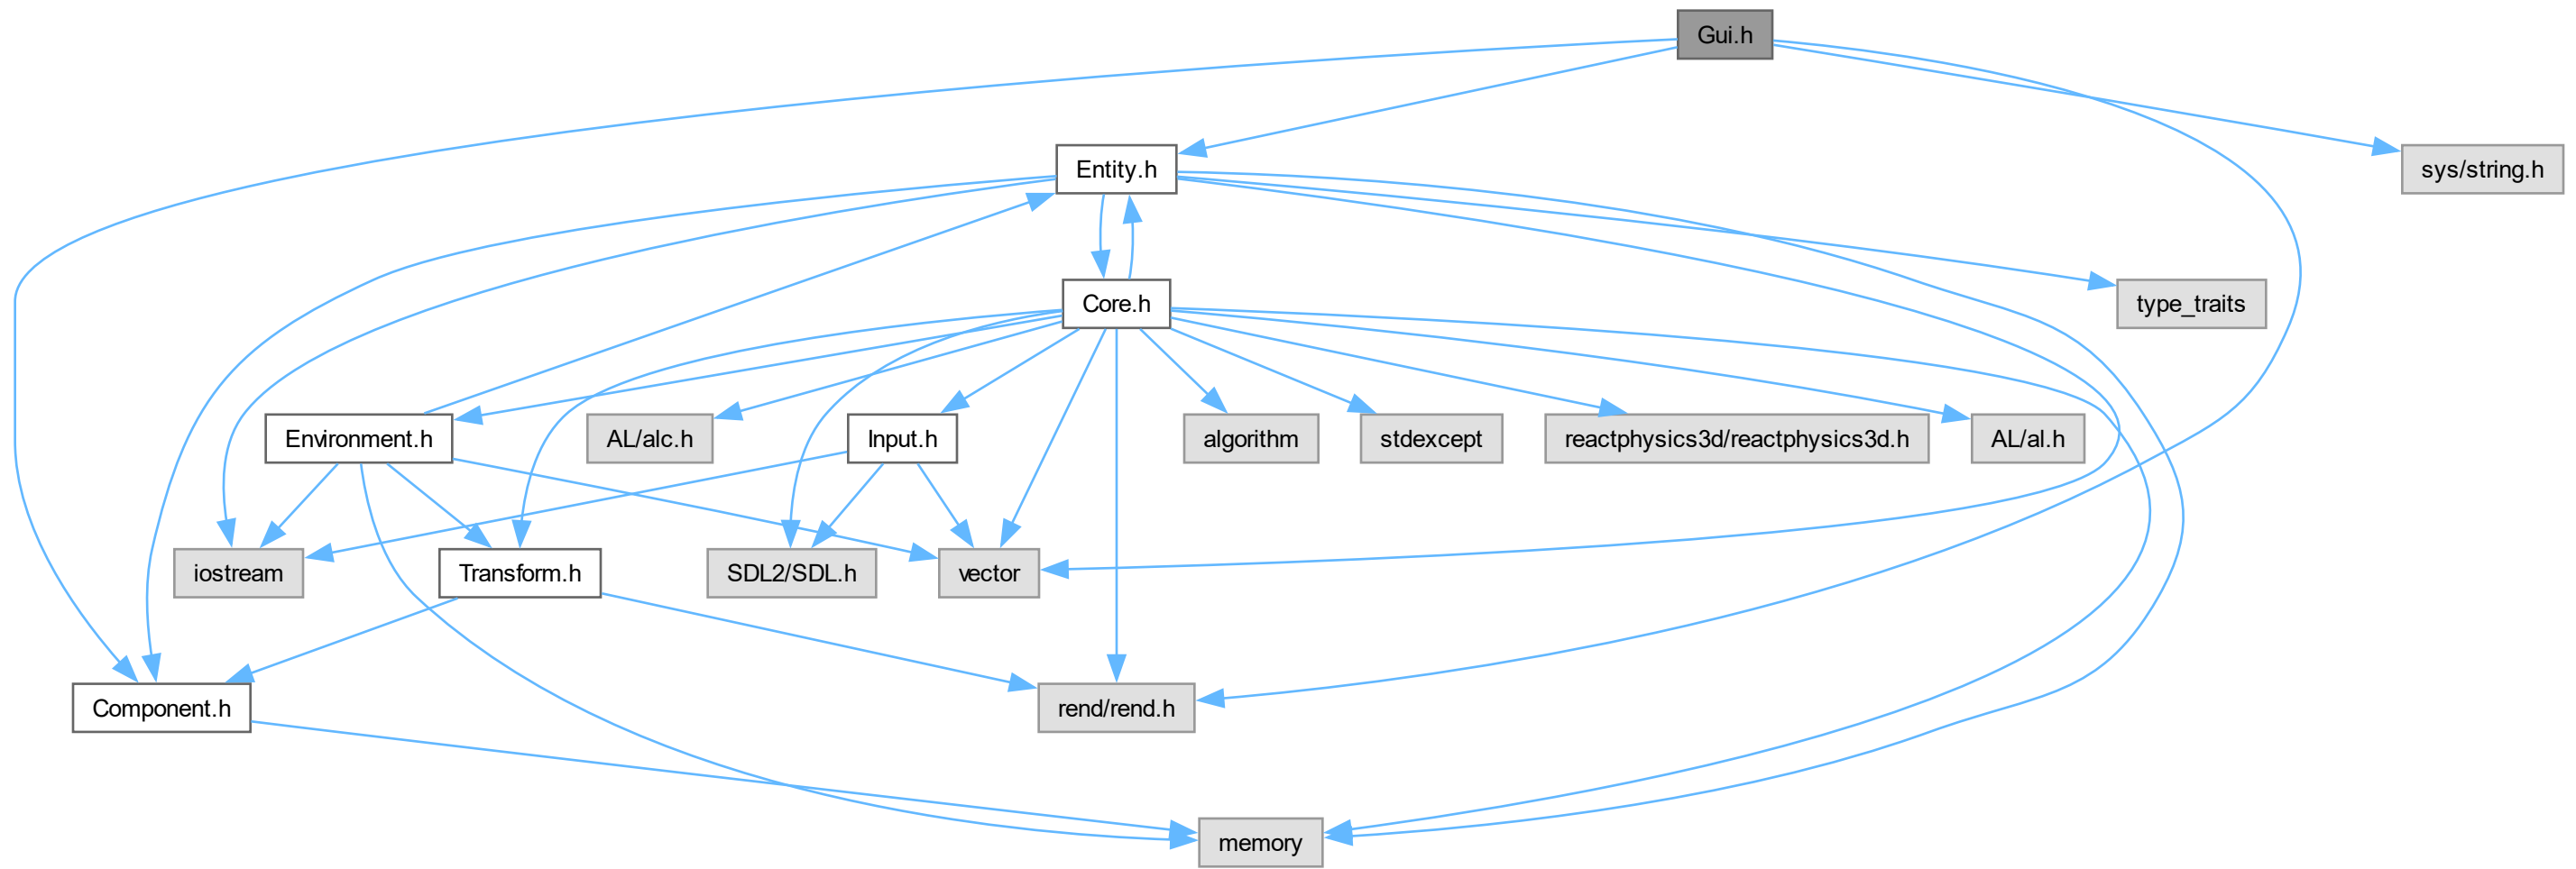 Gui.h
Entity.h
sys/string.h
Core.h
type_traits
Environment.h
AL/alc.h
Input.h
algorithm
stdexcept
reactphysics3d/reactphysics3d.h
AL/al.h
iostream
Transform.h
SDL2/SDL.h
vector
Component.h
rend/rend.h
memory